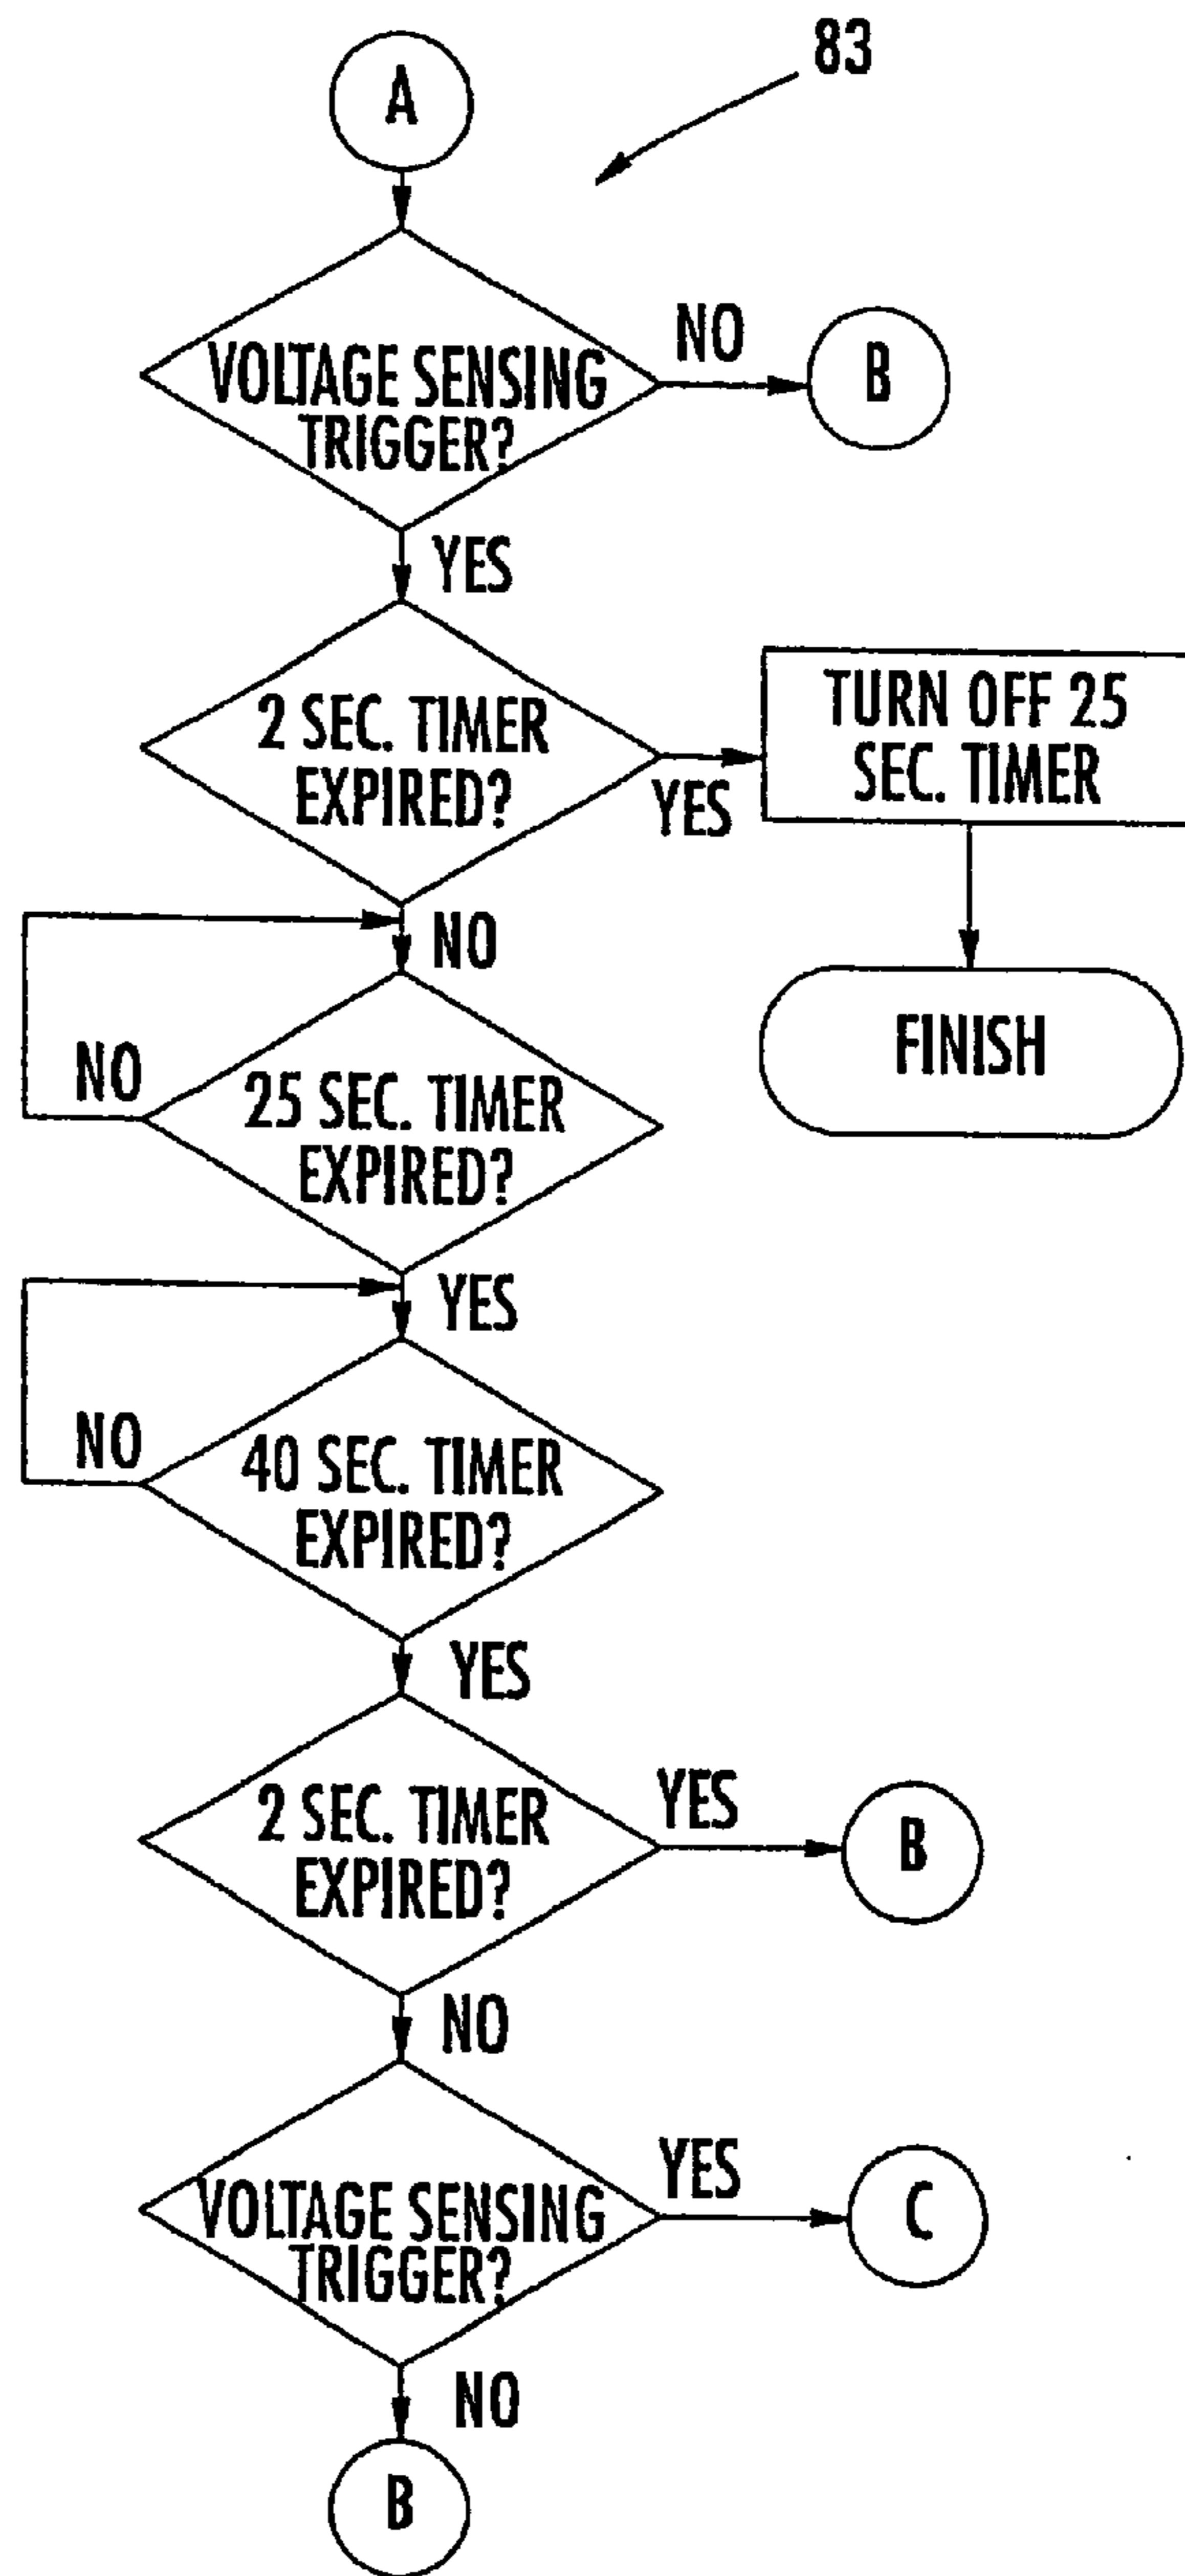 83
A
VOLTAGE SENSING
TRIGGER?
NO
B
YES
2 SEC. TIMER
EXPIRED?
YES
TURN OFF 25
SEC. TIMER
NO
FINISH
NO
25 SEC. TIMER
EXPIRED?
YES
NO
40 SEC. TIMER
EXPIRED?
YES
2 SEC. TIMER
EXPIRED?
YES
B
NO
VOLTAGE SENSING
TRIGGER?
YES
C
NO
B